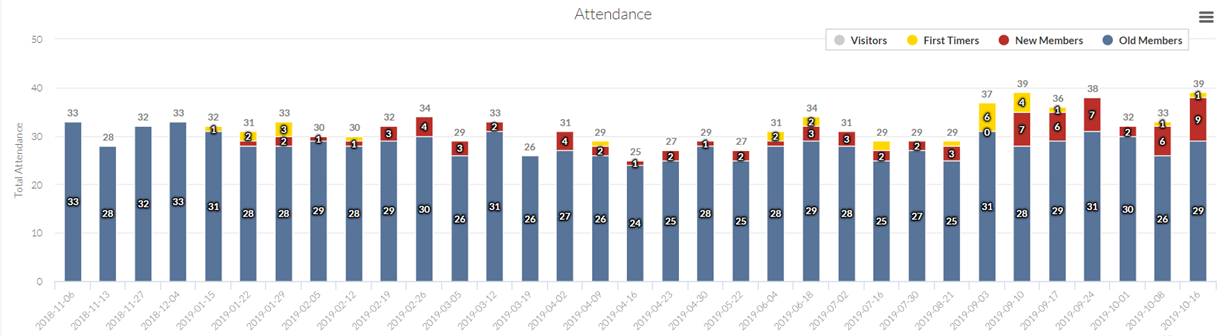 Attendance
Visitors First Timers New Members Old Members
Total Attendance
50
40
30
20
10
0
33 28 32 33 32 31 33 30 30 32 34 29 33 26 31 29 25 27 29 27 31 34 31 29 29 29 37 39 36 38 32 33 39
1 2 3 2 6 4 1 1 1
2 1 1 3 4 3 2 4 2 1 2 1 2 3 3 2 2 3 0 7 6 7 2 6 9
33 28 32 33 31 28 28 29 28 29 30 26 31 26 27 26 24 25 28 25 28 29 28 25 27 25 31 28 29 31 30 26 29
2018-11-06 2018-11-13 2018-11-27 2018-12-04 2019-01-15 2019-01-22 2019-01-29 2019-02-05 2019-02-12 2019-02-19 2019-02-26 2019-03-05 2019-03-12 2019-03-19 2019-04-02 2019-04-09 2019-04-16 2019-04-23 2019-04-30 2019-05-22 2019-06-04 2019-06-18 2019-07-02 2019-07-16 2019-07-30 2019-08-21 2019-09-03 2019-09-10 2019-09-17 2019-09-24 2019-10-01 2019-10-08 2019-10-16